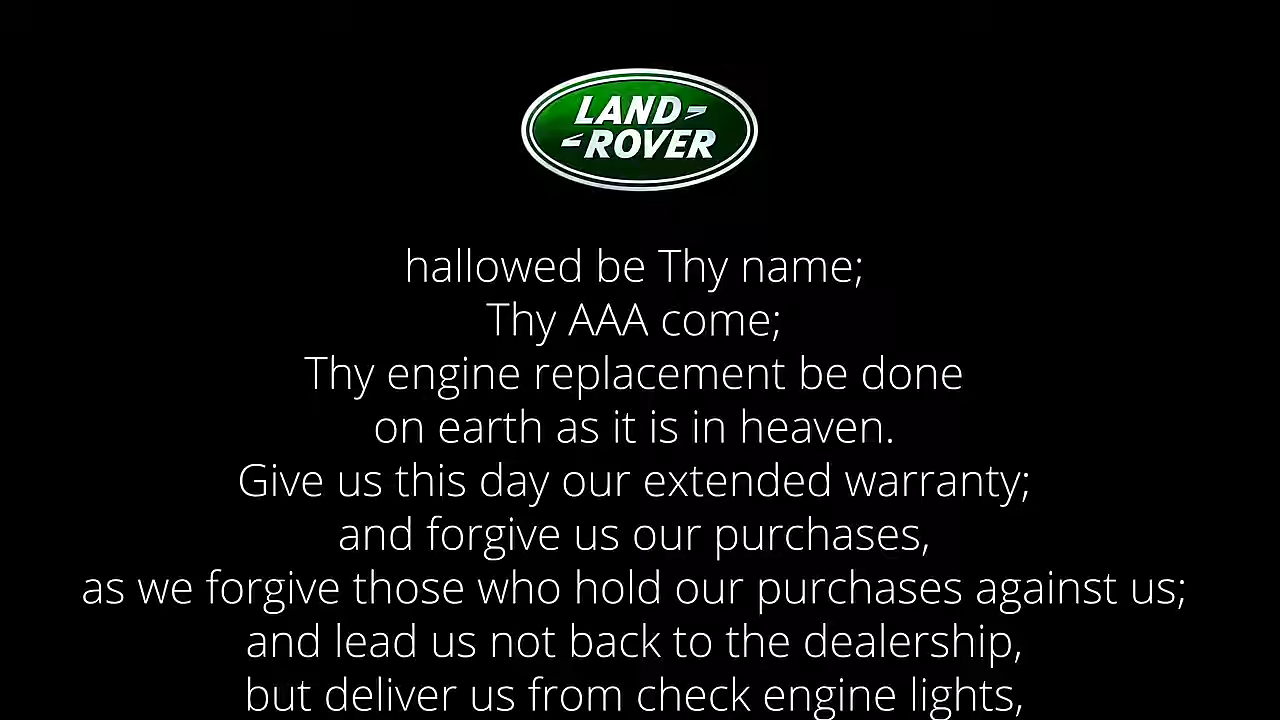 LAND
ROVER
hallowed be Thy name;
Thy AAA come;
Thy engine replacement be done
on earth as it is in heaven.
Give us this day our extended warranty;
and forgive us our purchases,
as we forgive those who hold our purchases against us;
and lead us not back to the dealership,
but deliver us from check engine lights,